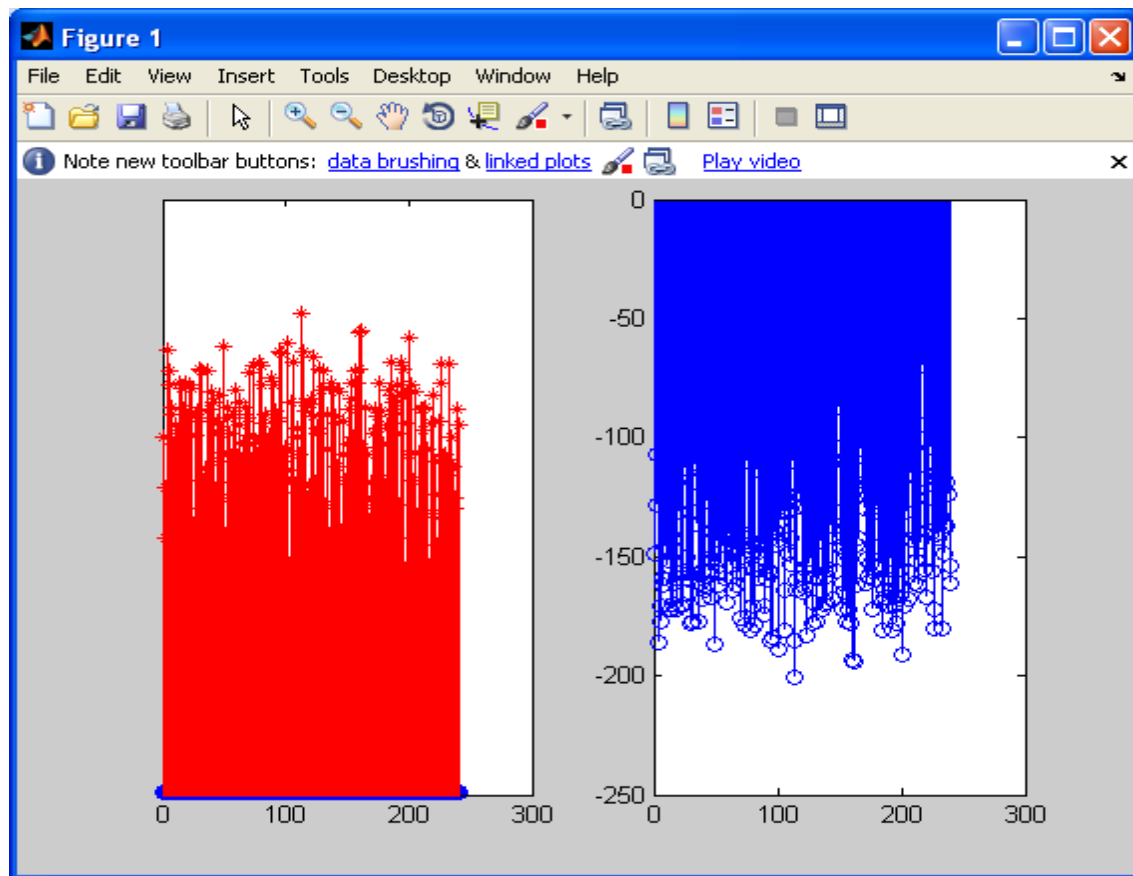 Figure 1
File Edit View Insert Tools Desktop Window Help
Note new toolbar buttons: data brushing & linked plots Play video
0
-50
-100
-150
-200
-250
0 100 200 300
0 100 200 300